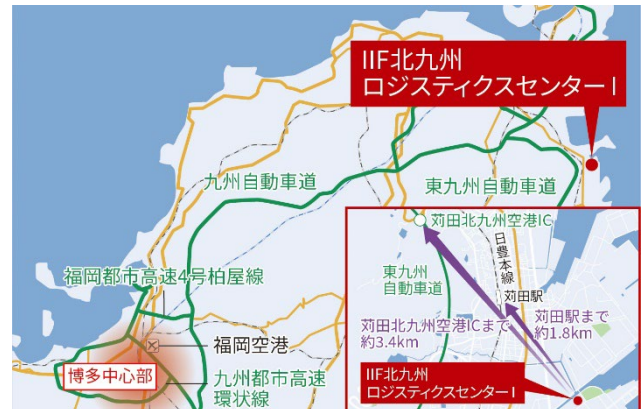 IIF北九州
ロジスティクスセンターⅠ
九州自動車道
東九州自動車道
福岡都市高速4号柏屋線
福岡空港
博多中心部
九州都市高速
環状線
苅田北九州空港IC
日豊本線
東九州
自動車道
苅田駅
苅田北九州空港ICまで
約3.4km
苅田駅まで
約1.8km
IIF北九州
ロジスティクスセンターⅠ